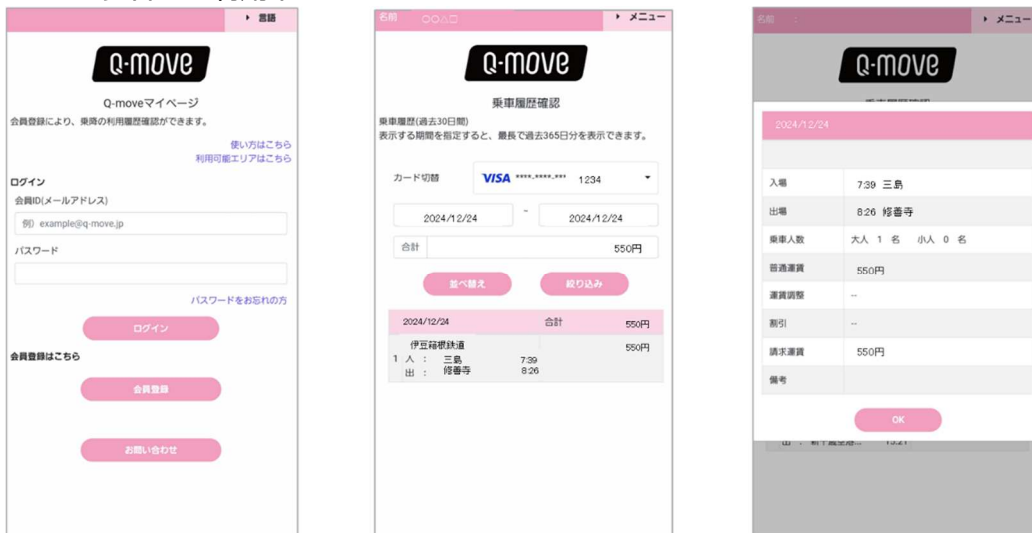 言語
Q-move
Q-moveマイページ
会員登録により、乗降の利用履歴確認ができます。
使い方はこちら
利用可能エリアはこちら
ログイン
会員ID(メールアドレス)
例）example@q-move.jp
パスワード
パスワードをお忘れの方
ログイン
会員登録はこちら
会員登録
お問い合わせ
名前 ○○△□
メニュー
Q-move
乗車履歴確認
乗車履歴(過去30日間)
表示する期間を指定すると、最長で過去365日分を表示できます。
カード切替 VISA ****-****-*** 1234
2024/12/24 ~ 2024/12/24
合計 550円
並べ替え 絞り込み
2024/12/24 合計 550円
伊豆箱根鉄道 550円
1 入 : 三島 7:39
出 : 修善寺 8:26
名前 :
メニュー
Q-move
2024/12/24
入場 7:39 三島
出場 8:26 修善寺
乗車人数 大人 1 名 小人 0 名
普通運賃 550円
運賃調整 --
割引 --
請求運賃 550円
備考
OK